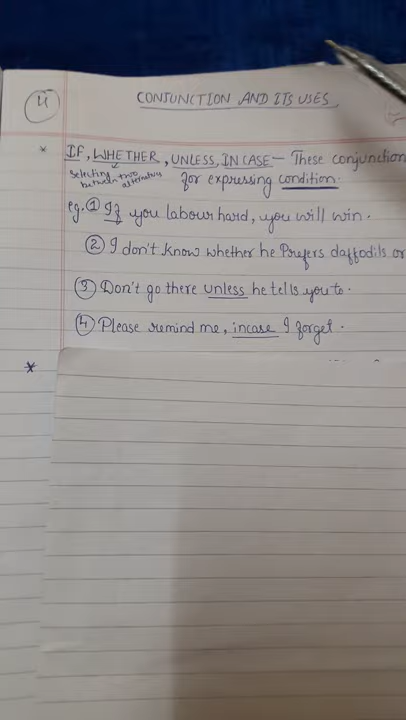 4
CONJUNCTION AND ITS USES
* IF, WHETHER, UNLESS, IN CASE - These conjunction
Selecting between two alternatives
for expressing condition.
eg. ① If you labour hard, you will win.
② I don't know whether he Prefers daffodils or
③ Don't go there unless he tells you to.
④ Please remind me, incase I forget.
*